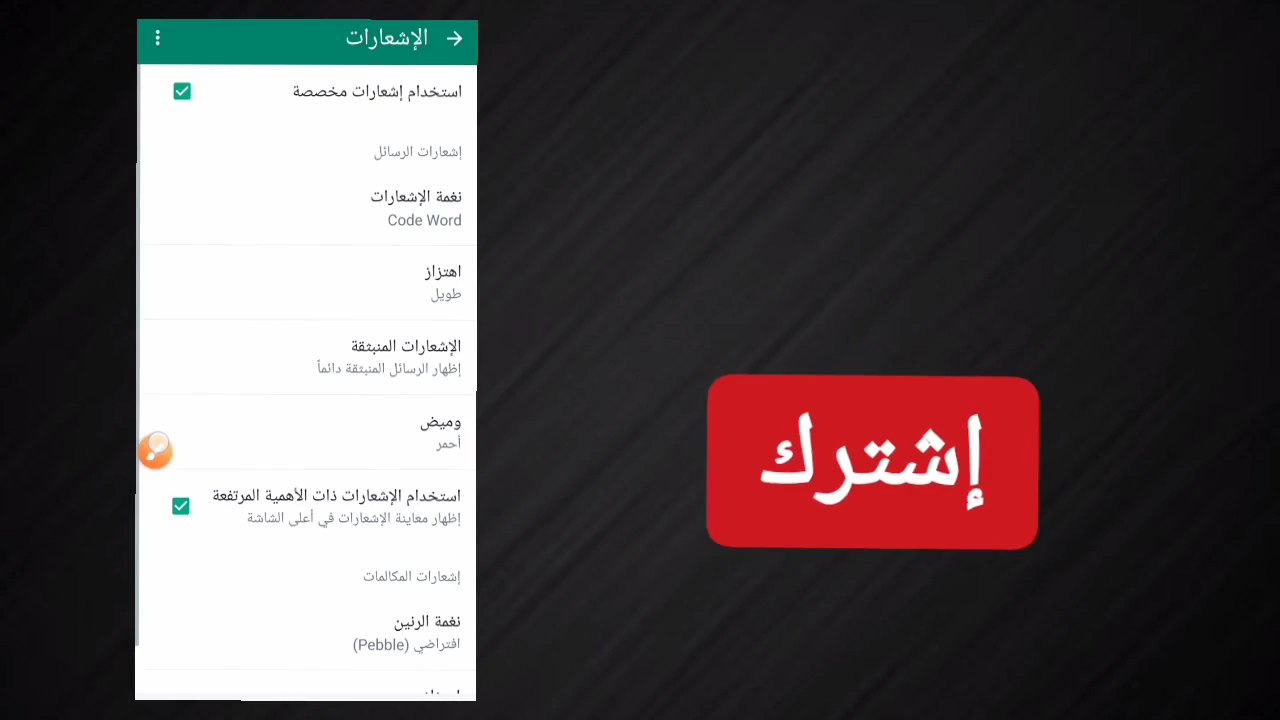 الإشعارات
استخدام إشعارات مخصصة
إشعارات الرسائل
نغمة الإشعارات
Code Word
اهتزاز
طويل
الإشعارات المنبثقة
إظهار الرسائل المنبثقة دائماً
وميض
أحمر
استخدام الإشعارات ذات الأهمية المرتفعة
إظهار معاينة الإشعارات في أعلى الشاشة
إشعارات المكالمات
نغمة الرنين
افتراضي (Pebble)
إشترك